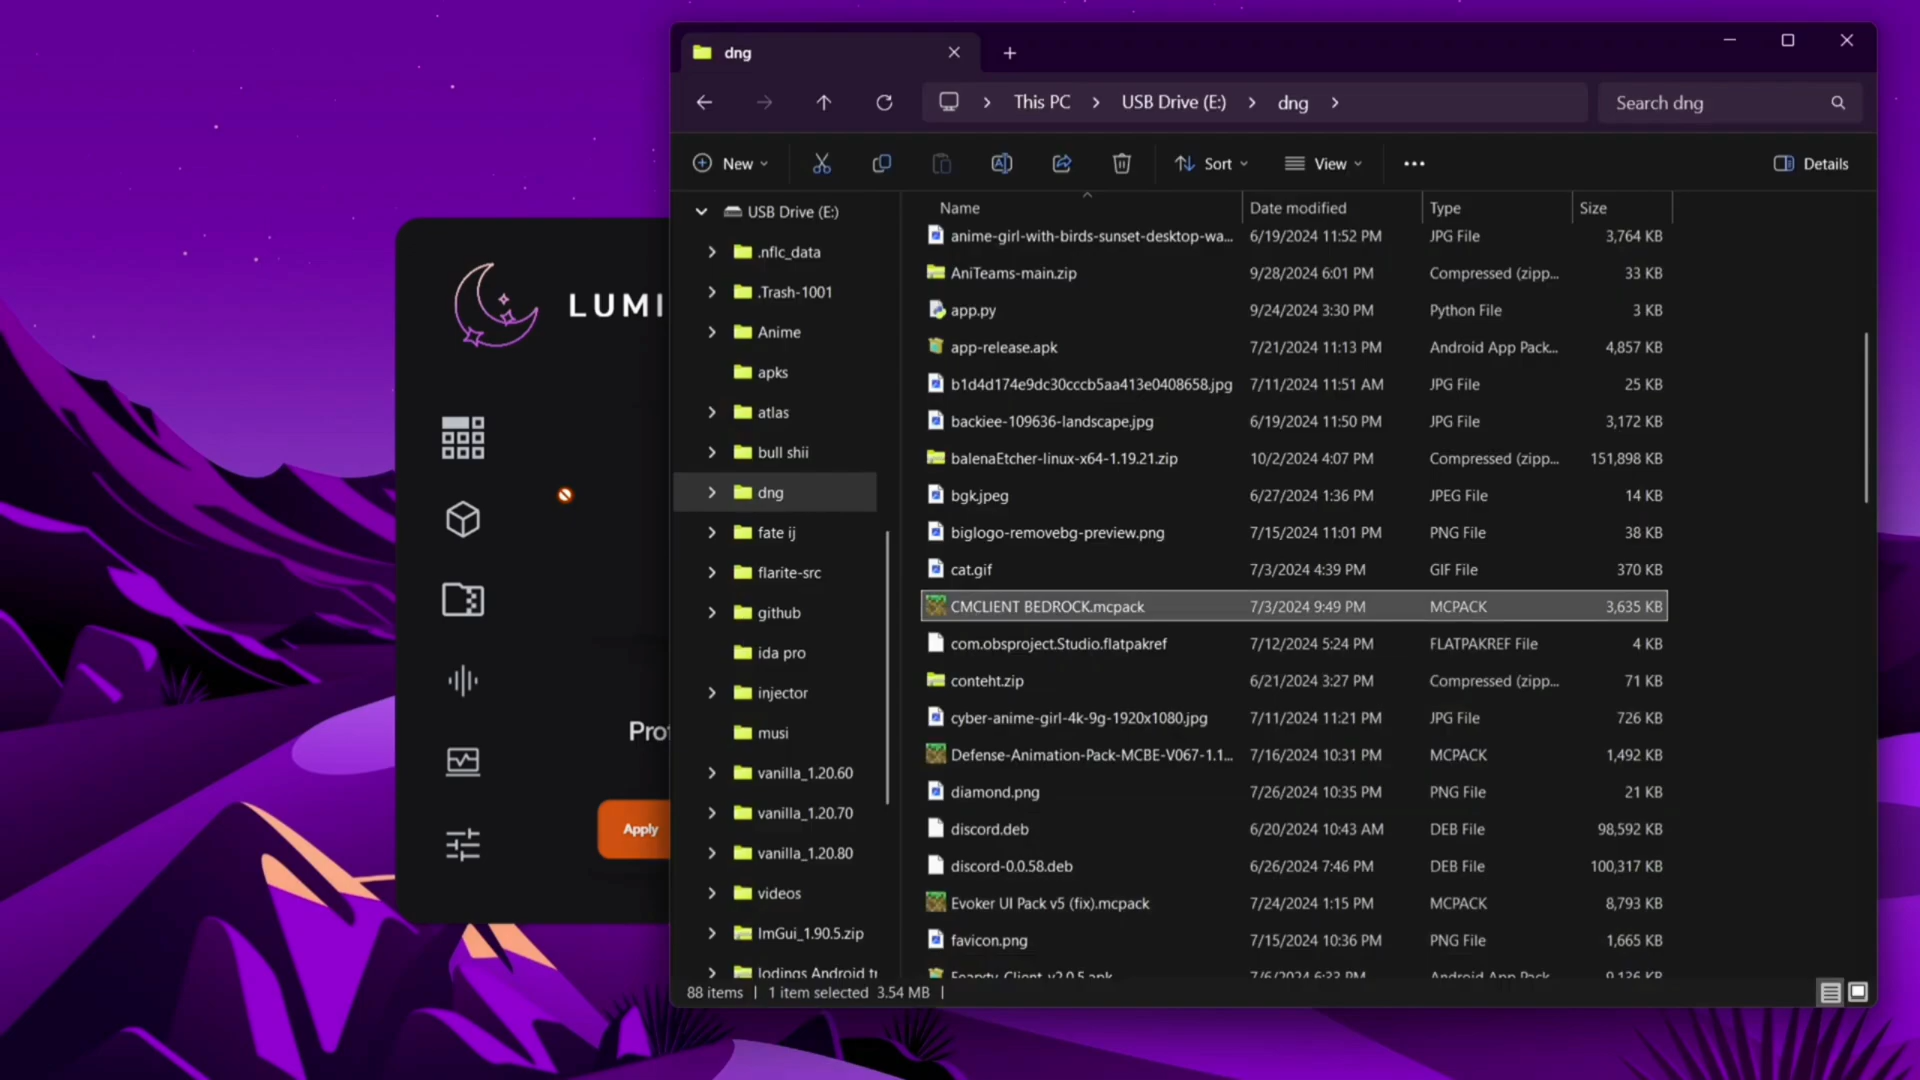 dng
This PC
USB Drive (E:)
dng
Search dng
New
Sort
View
Details
USB Drive (E:)
.nflc_data
.Trash-1001
Anime
apks
atlas
bull shii
dng
fate ij
flarite-src
github
ida pro
injector
musi
vanilla_1.20.60
vanilla_1.20.70
vanilla_1.20.80
videos
ImGui_1.90.5.zip
lodings Android tr
Name Date modified Type Size
anime-girl-with-birds-sunset-desktop-wa... 6/19/2024 11:52 PM JPG File 3,764 KB
AniTeams-main.zip 9/28/2024 6:01 PM Compressed (zipp... 33 KB
app.py 9/24/2024 3:30 PM Python File 3 KB
app-release.apk 7/21/2024 11:13 PM Android App Pack... 4,857 KB
b1d4d174e9dc30cccb5aa413e0408658.jpg 7/11/2024 11:51 AM JPG File 25 KB
backiee-109636-landscape.jpg 6/19/2024 11:50 PM JPG File 3,172 KB
balenaEtcher-linux-x64-1.19.21.zip 10/2/2024 4:07 PM Compressed (zipp... 151,898 KB
bgk.jpeg 6/27/2024 1:36 PM JPEG File 14 KB
biglogo-removebg-preview.png 7/15/2024 11:01 PM PNG File 38 KB
cat.gif 7/3/2024 4:39 PM GIF File 370 KB
CMCLIENT BEDROCK.mcpack 7/3/2024 9:49 PM MCPACK 3,635 KB
com.obsproject.Studio.flatpakref 7/12/2024 5:24 PM FLATPAKREF File 4 KB
conteht.zip 6/21/2024 3:27 PM Compressed (zipp... 71 KB
cyber-anime-girl-4k-9g-1920x1080.jpg 7/11/2024 11:21 PM JPG File 726 KB
Defense-Animation-Pack-MCBE-V067-1.1... 7/16/2024 10:31 PM MCPACK 1,492 KB
diamond.png 7/26/2024 10:35 PM PNG File 21 KB
discord.deb 6/20/2024 10:43 AM DEB File 98,592 KB
discord-0.0.58.deb 6/26/2024 7:46 PM DEB File 100,317 KB
Evoker UI Pack v5 (fix).mcpack 7/24/2024 1:15 PM MCPACK 8,793 KB
favicon.png 7/15/2024 10:36 PM PNG File 1,665 KB
7/6/2024 6:33 PM Android App Pack 9,136 KB
88 items 1 item selected 3.54 MB
LUMI
Prof
Apply